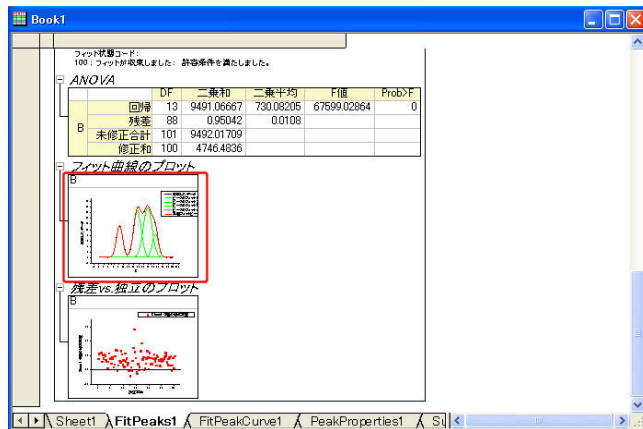 Book1
フィット状態コード:
100 : フィットが収束しました: 許容条件を満たしました。
ANOVA
DF 二乗和 二乗平均 F値 Prob>F
B
回帰 13 9491.06667 730.08205 67599.02864 0
残差 88 0.95042 0.0108
未修正合計 101 9492.01709
修正和 100 4746.4836
フィット曲線のプロット
B
残差vs.独立のプロット
B
Sheet1 FitPeaks1 FitPeakCurve1 PeakProperties1